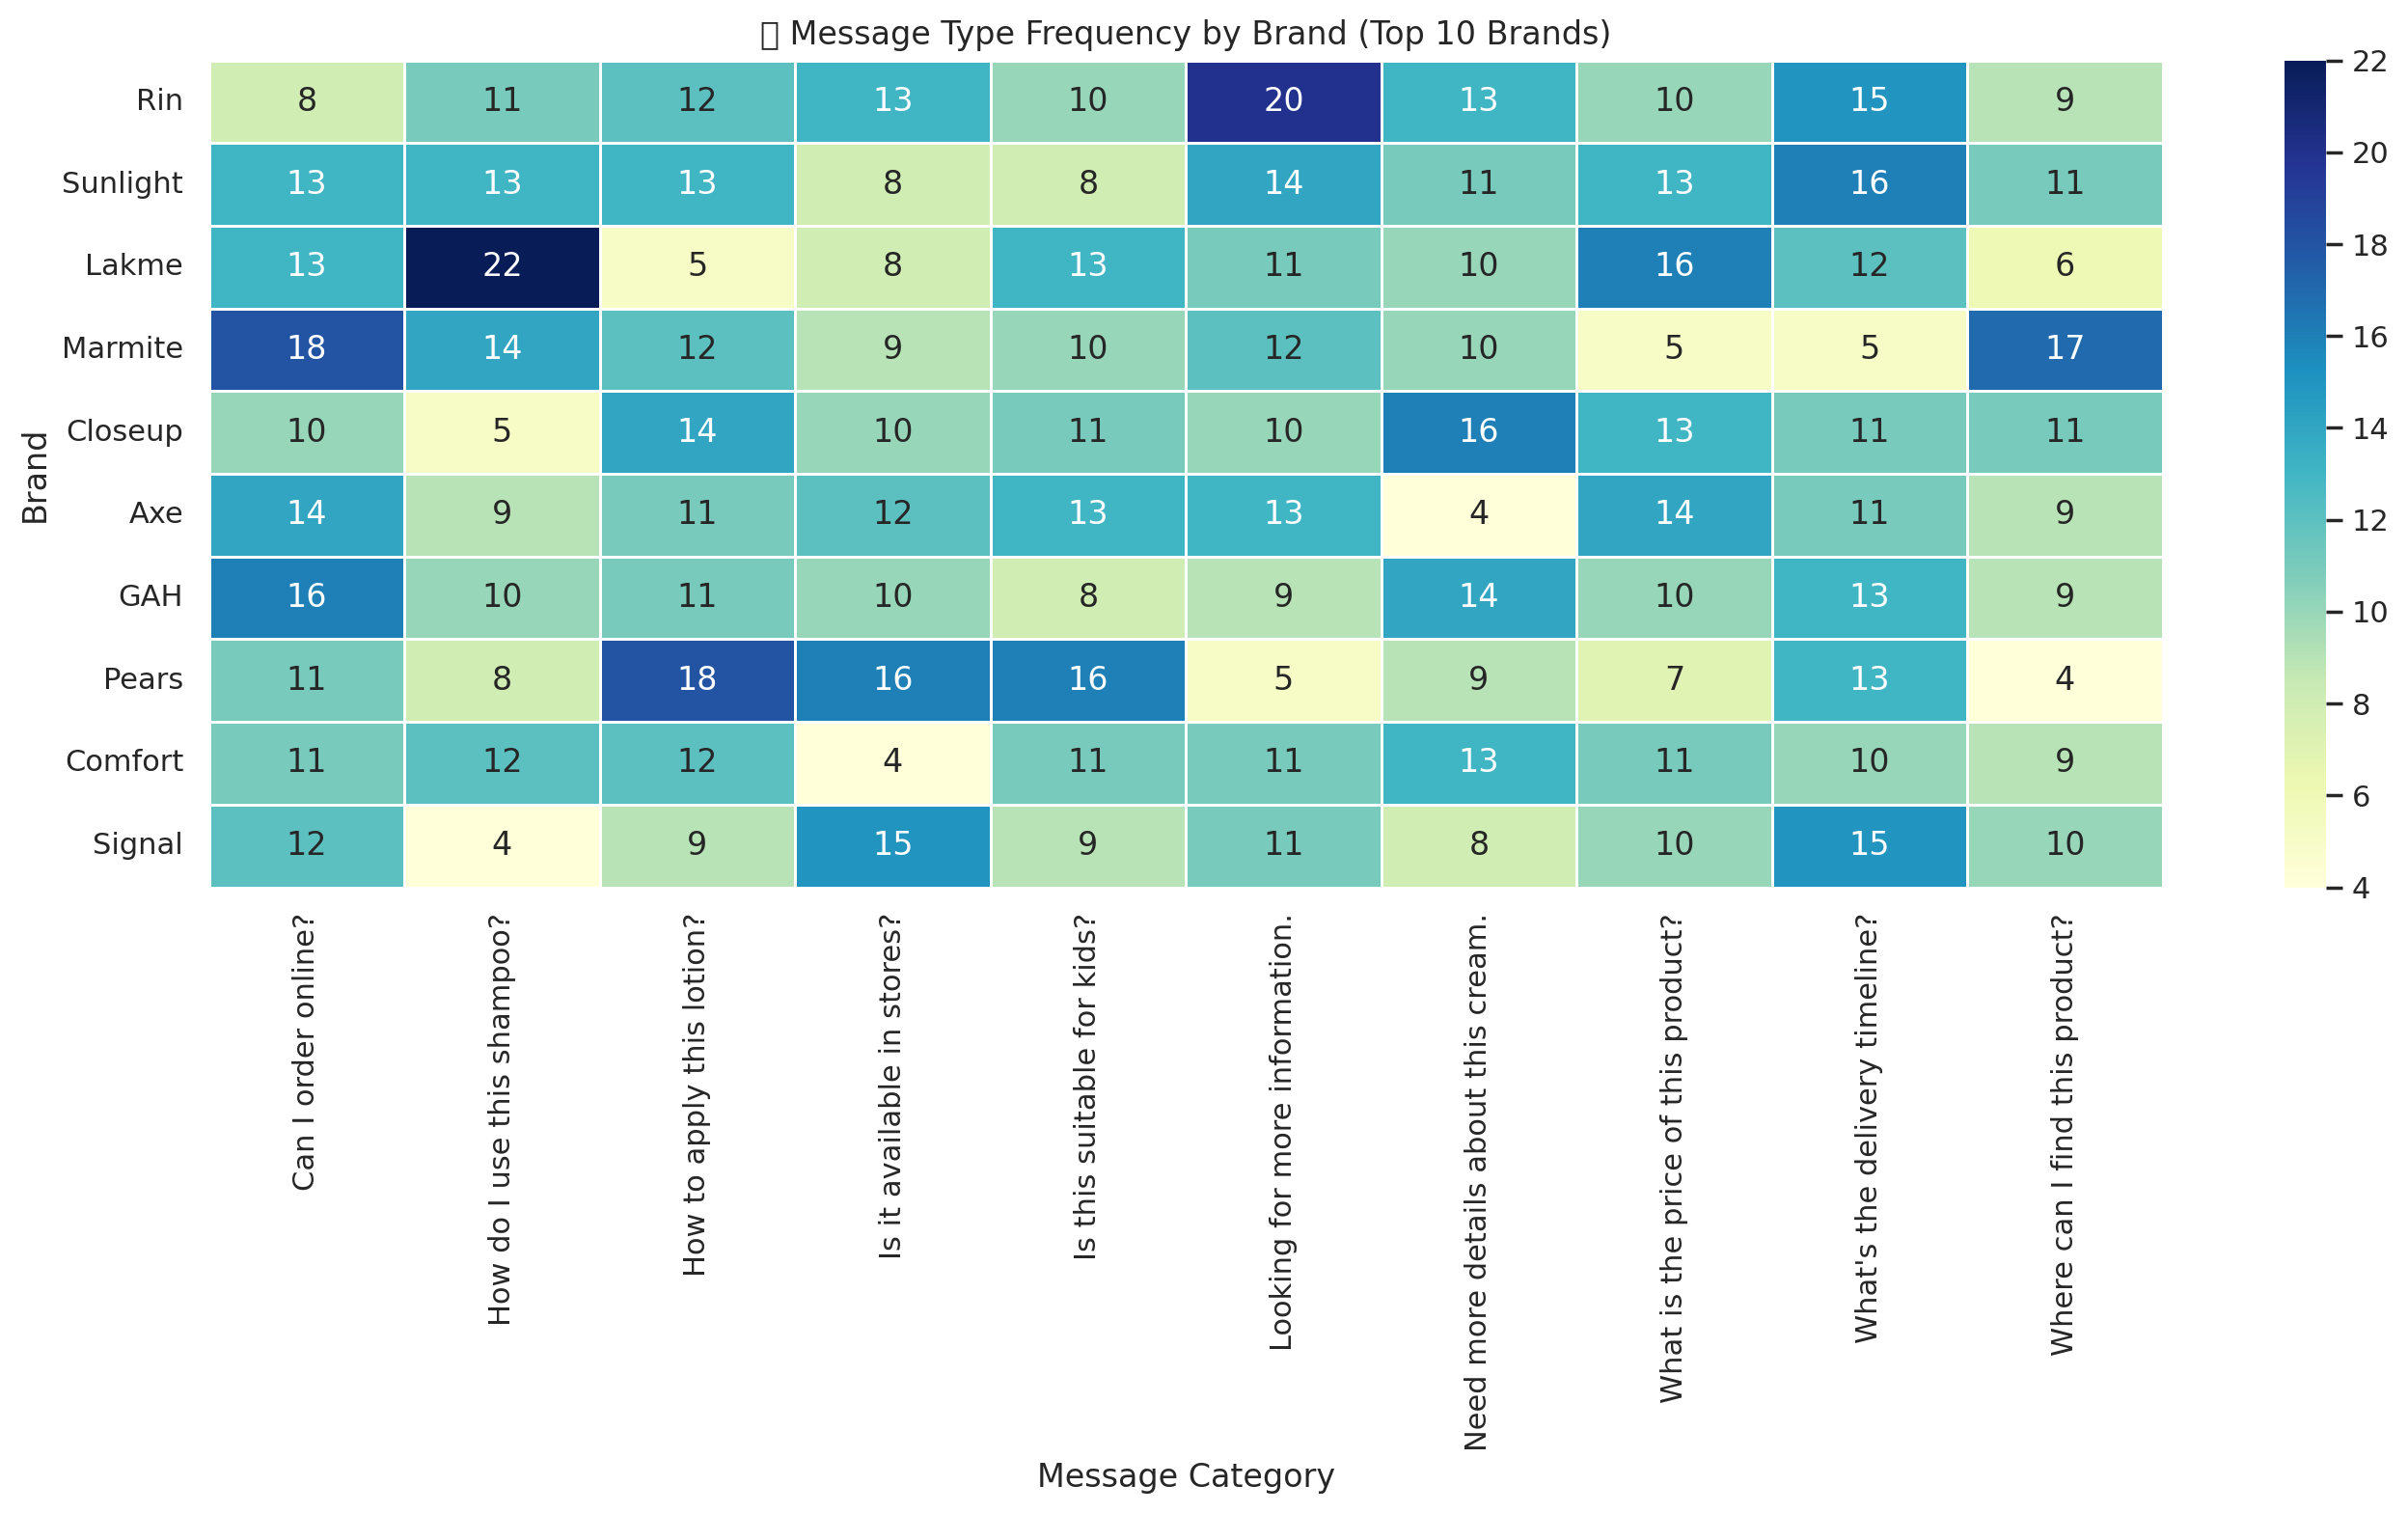 ▯ Message Type Frequency by Brand (Top 10 Brands)
Rin 8 11 12 13 10 20 13 10 15 9
Sunlight 13 13 13 8 8 14 11 13 16 11
Lakme 13 22 5 8 13 11 10 16 12 6
Marmite 18 14 12 9 10 12 10 5 5 17
Closeup 10 5 14 10 11 10 16 13 11 11
Axe 14 9 11 12 13 13 4 14 11 9
GAH 16 10 11 10 8 9 14 10 13 9
Pears 11 8 18 16 16 5 9 7 13 4
Comfort 11 12 12 4 11 11 13 11 10 9
Signal 12 4 9 15 9 11 8 10 15 10
Brand
Can I order online?
How do I use this shampoo?
How to apply this lotion?
Is it available in stores?
Is this suitable for kids?
Looking for more information.
Need more details about this cream.
What is the price of this product?
What's the delivery timeline?
Where can I find this product?
Message Category
22
20
18
16
14
12
10
8
6
4